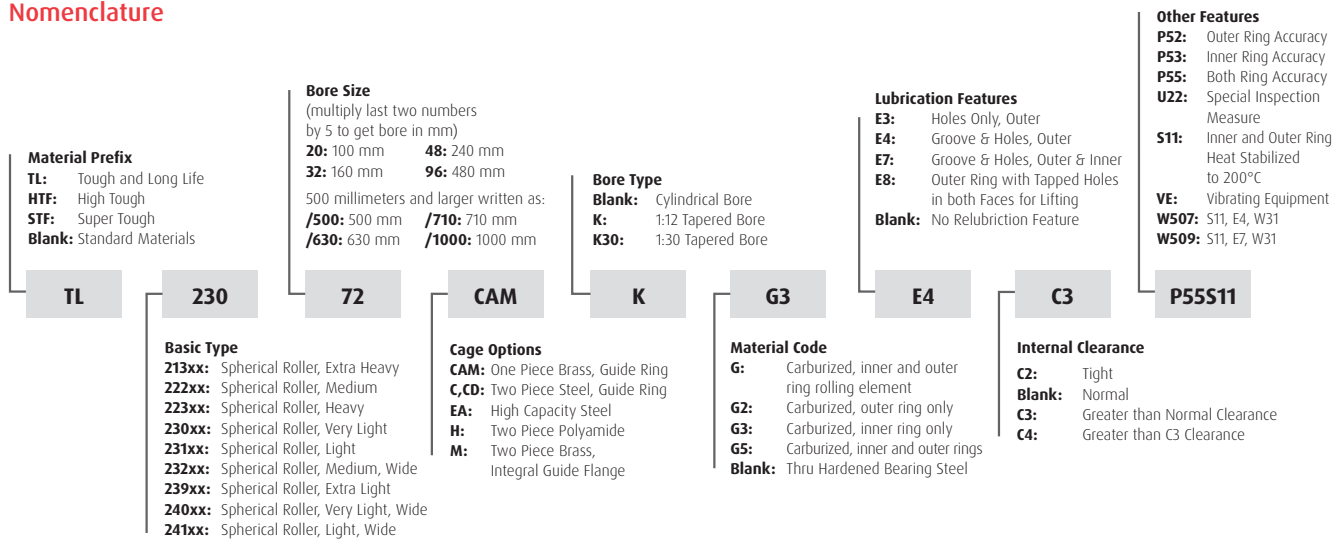 Nomenclature
Material Prefix
TL: Tough and Long Life
HTF: High Tough
STF: Super Tough
Blank: Standard Materials
Bore Size
(multiply last two numbers
by 5 to get bore in mm)
20: 100 mm 48: 240 mm
32: 160 mm 96: 480 mm
500 millimeters and larger written as:
/500: 500 mm /710: 710 mm
/630: 630 mm /1000: 1000 mm
Bore Type
Blank: Cylindrical Bore
K: 1:12 Tapered Bore
K30: 1:30 Tapered Bore
Lubrication Features
E3: Holes Only, Outer
E4: Groove & Holes, Outer
E7: Groove & Holes, Outer & Inner
E8: Outer Ring with Tapped Holes
in both Faces for Lifting
Blank: No Relubriction Feature
Other Features
P52: Outer Ring Accuracy
P53: Inner Ring Accuracy
P55: Both Ring Accuracy
U22: Special Inspection
Measure
S11: Inner and Outer Ring
Heat Stabilized
to 200°C
VE: Vibrating Equipment
W507: S11, E4, W31
W509: S11, E7, W31
TL 230 72 CAM K G3 E4 C3 P55S11
Basic Type
213xx: Spherical Roller, Extra Heavy
222xx: Spherical Roller, Medium
223xx: Spherical Roller, Heavy
230xx: Spherical Roller, Very Light
231xx: Spherical Roller, Light
232xx: Spherical Roller, Medium, Wide
239xx: Spherical Roller, Extra Light
240xx: Spherical Roller, Very Light, Wide
241xx: Spherical Roller, Light, Wide
Cage Options
CAM: One Piece Brass, Guide Ring
C,CD: Two Piece Steel, Guide Ring
EA: High Capacity Steel
H: Two Piece Polyamide
M: Two Piece Brass,
Integral Guide Flange
Material Code
G: Carburized, inner and outer
ring rolling element
G2: Carburized, outer ring only
G3: Carburized, inner ring only
G5: Carburized, inner and outer rings
Blank: Thru Hardened Bearing Steel
Internal Clearance
C2: Tight
Blank: Normal
C3: Greater than Normal Clearance
C4: Greater than C3 Clearance